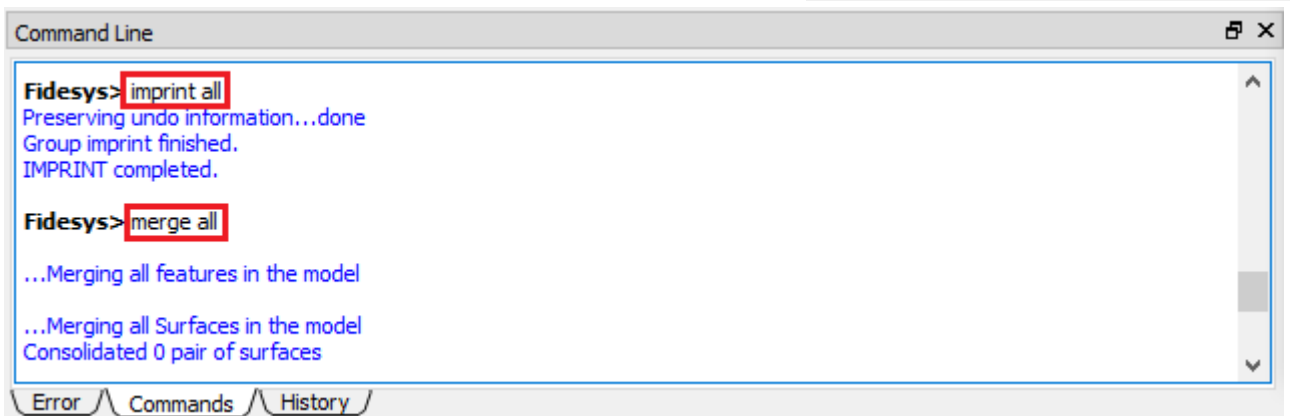 Command Line
Fidesys> imprint all
Preserving undo information...done
Group imprint finished.
IMPRINT completed.
Fidesys> merge all
...Merging all features in the model
...Merging all Surfaces in the model
Consolidated 0 pair of surfaces
Error Commands History